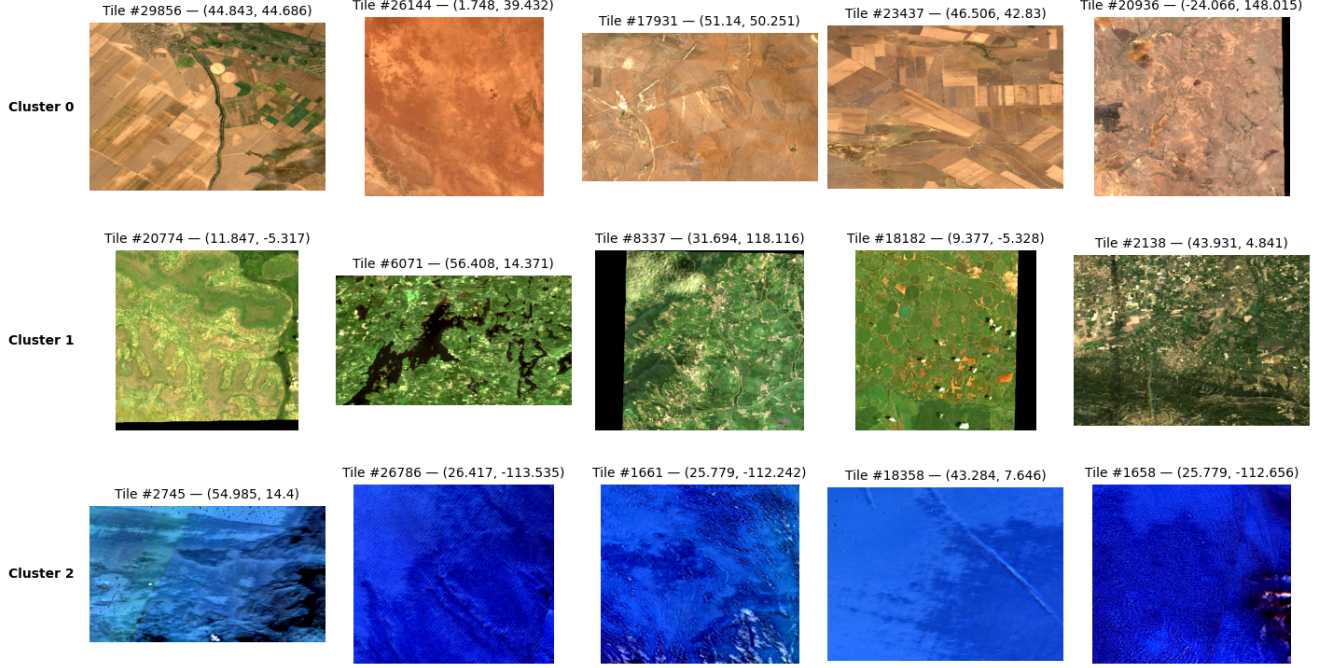 Tile #29856 — (44.843, 44.686)
Tile #26144 — (1.748, 39.432)
Tile #17931 — (51.14, 50.251)
Tile #23437 — (46.506, 42.83)
Tile #20936 — (-24.066, 148.015)
Cluster 0
Tile #20774 — (11.847, -5.317)
Tile #6071 — (56.408, 14.371)
Tile #8337 — (31.694, 118.116)
Tile #18182 — (9.377, -5.328)
Tile #2138 — (43.931, 4.841)
Cluster 1
Tile #2745 — (54.985, 14.4)
Tile #26786 — (26.417, -113.535)
Tile #1661 — (25.779, -112.242)
Tile #18358 — (43.284, 7.646)
Tile #1658 — (25.779, -112.656)
Cluster 2